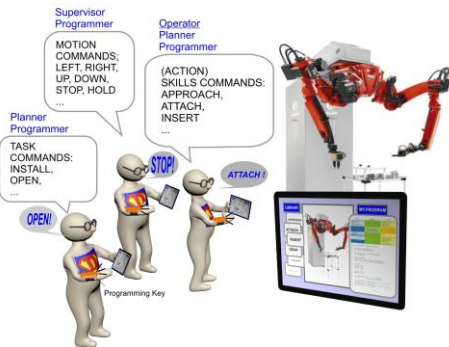 Supervisor
Programmer
MOTION
COMMANDS;
LEFT, RIGHT,
UP, DOWN,
STOP, HOLD
...
Operator
Planner
Programmer
(ACTION)
SKILLS COMMANDS:
APPROACH,
ATTACH,
INSERT
...
Planner
Programmer
TASK
COMMANDS:
INSTALL,
OPEN,
...
OPEN!
STOP!
ATTACH !
Programming Key
LIBRARY
MY PROGRAM
INSERT